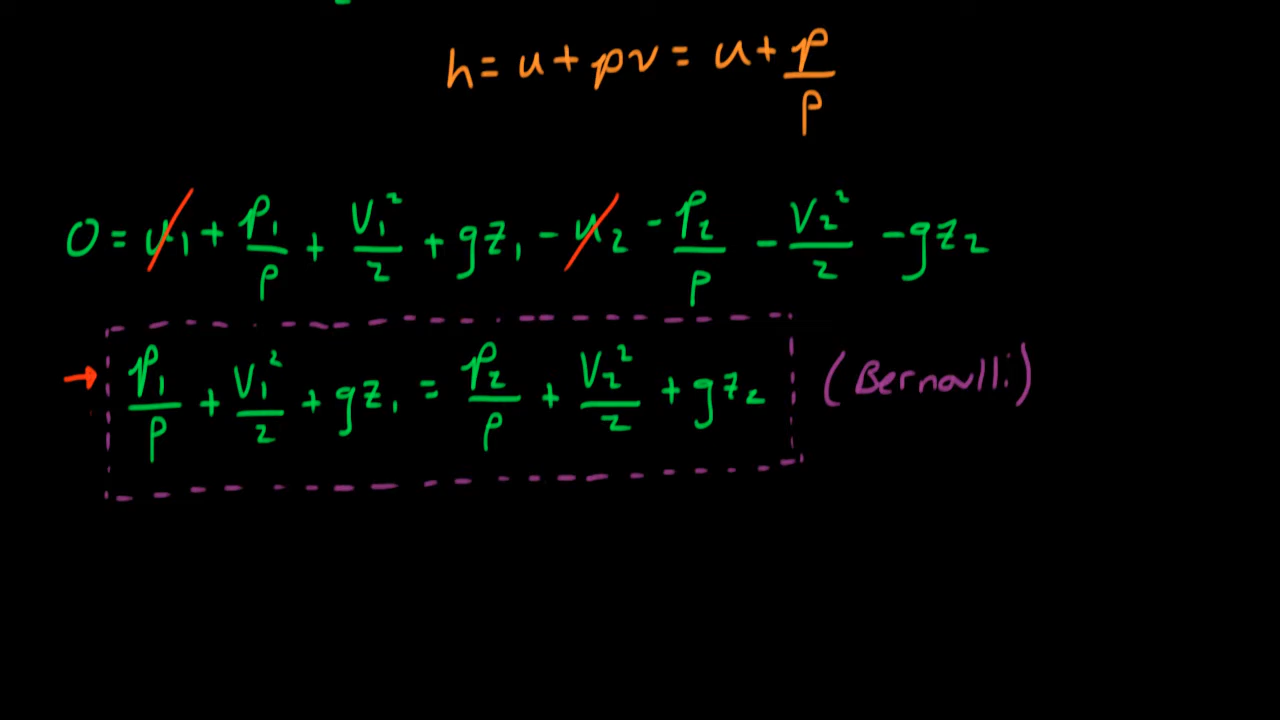 h = u + pv = u + p/ρ
0 = u₁ + p₁/ρ + V₁²/2 + gz₁ - u₂ - p₂/ρ - V₂²/2 - gz₂
→ p₁/ρ + V₁²/2 + gz₁ = p₂/ρ + V₂²/2 + gz₂ (Bernoulli)